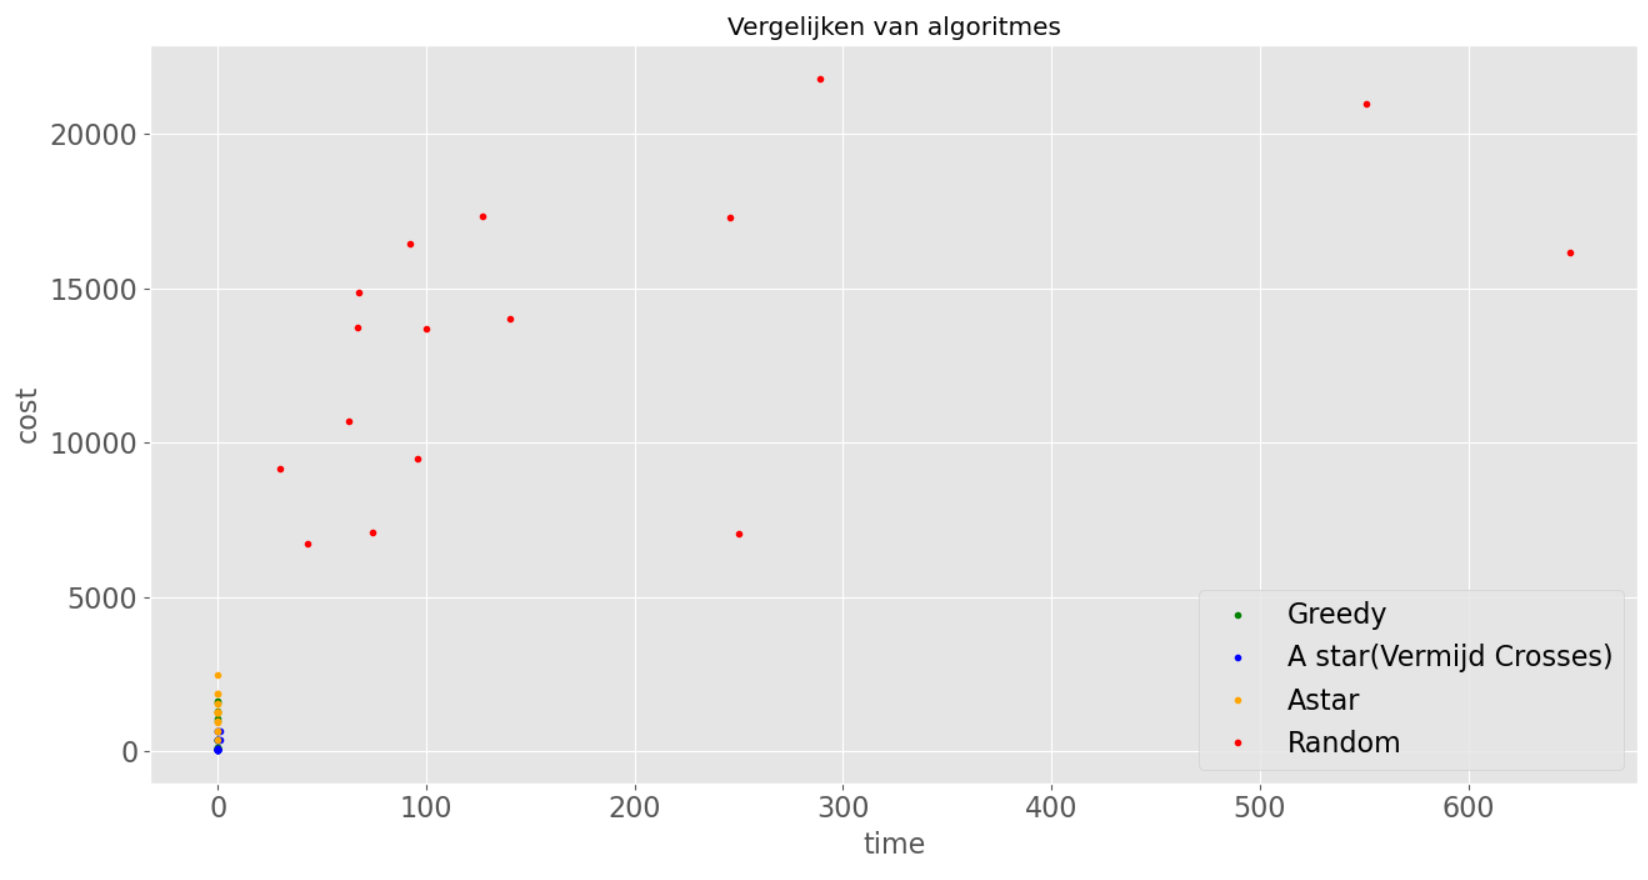 Vergelijken van algoritmes
20000
15000
10000
5000
0
cost
0 100 200 300 400 500 600
time
Greedy
A star(Vermijd Crosses)
Astar
Random